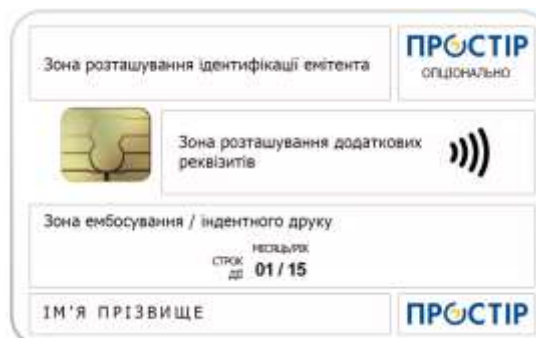 Зона розташування ідентифікації емітента
ПРОСТІР
ОПЦІОНАЛЬНО
Зона розташування додаткових
реквізитів
Зона ембосування / індентного друку
МІСЯЦЬ/РІК
СТРОК
ДІЇ
01 / 15
ІМ'Я ПРІЗВИЩЕ
ПРОСТІР